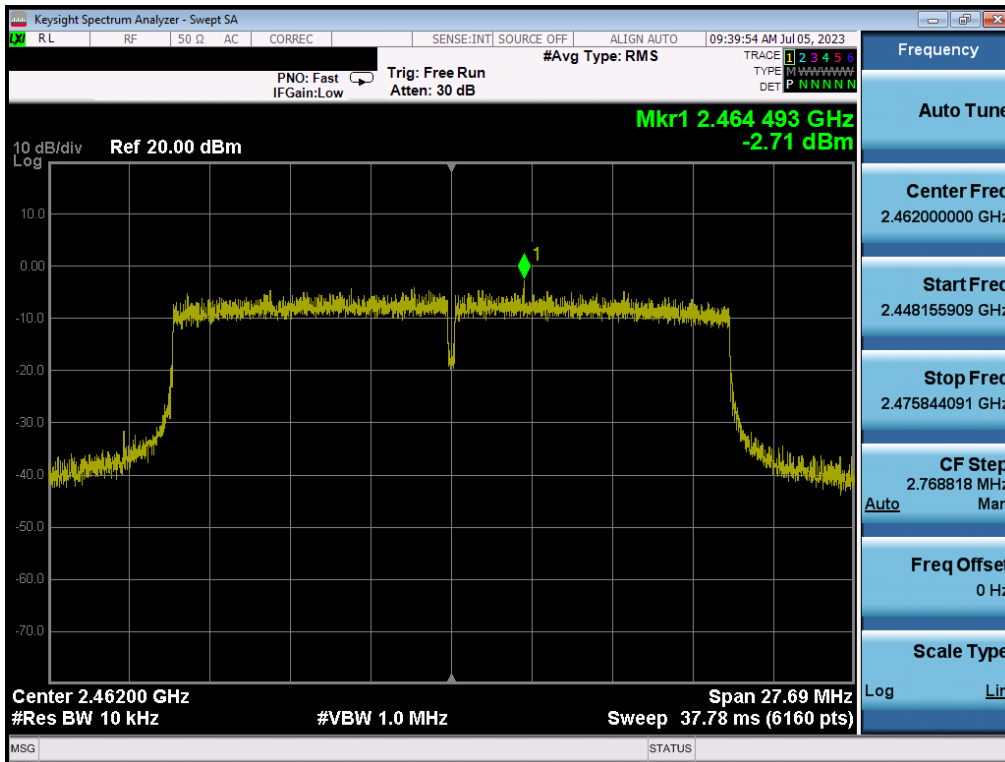 Keysight Spectrum Analyzer - Swept SA
LXI RL RF 50 Ω AC CORREC SENSE:INT SOURCE OFF ALIGN AUTO 09:39:54 AM Jul 05, 2023
#Avg Type: RMS TRACE 1 2 3 4 5 6
PNO: Fast Trig: Free Run TYPE M WWWWW
IFGain:Low Atten: 30 dB DET P N N N N N
Mkr1 2.464 493 GHz
10 dB/div Ref 20.00 dBm -2.71 dBm
Log
10.0
1
0.00
-10.0
-20.0
-30.0
-40.0
-50.0
-60.0
-70.0
Center 2.46200 GHz Span 27.69 MHz
#Res BW 10 kHz #VBW 1.0 MHz Sweep 37.78 ms (6160 pts)
MSG STATUS
Frequency
Auto Tune
Center Freq
2.462000000 GHz
Start Freq
2.448155909 GHz
Stop Freq
2.475844091 GHz
CF Step
2.768818 MHz
Auto Man
Freq Offset
0 Hz
Scale Type
Log Lin